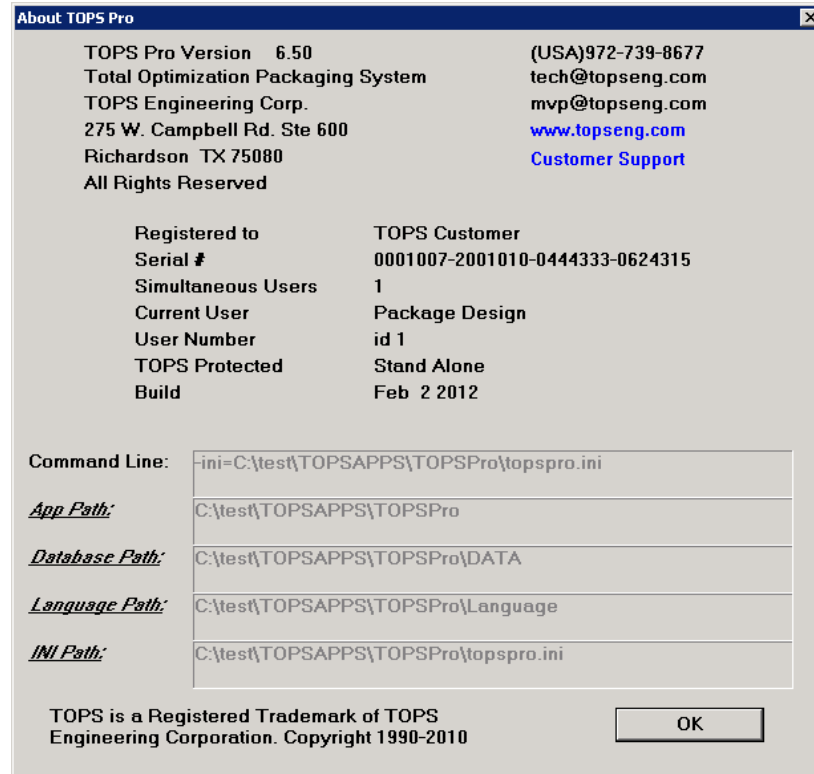 About TOPS Pro
TOPS Pro Version 6.50 (USA)972-739-8677
Total Optimization Packaging System tech@topseng.com
TOPS Engineering Corp. mvp@topseng.com
275 W. Campbell Rd. Ste 600 www.topseng.com
Richardson TX 75080 Customer Support
All Rights Reserved
Registered to TOPS Customer
Serial # 0001007-2001010-0444333-0624315
Simultaneous Users 1
Current User Package Design
User Number id 1
TOPS Protected Stand Alone
Build Feb 2 2012
Command Line: -ini=C:\test\TOPSAPPS\TOPSPro\topspro.ini
App Path: C:\test\TOPSAPPS\TOPSPro
Database Path: C:\test\TOPSAPPS\TOPSPro\DATA
Language Path: C:\test\TOPSAPPS\TOPSPro\Language
INI Path: C:\test\TOPSAPPS\TOPSPro\topspro.ini
TOPS is a Registered Trademark of TOPS
Engineering Corporation. Copyright 1990-2010
OK